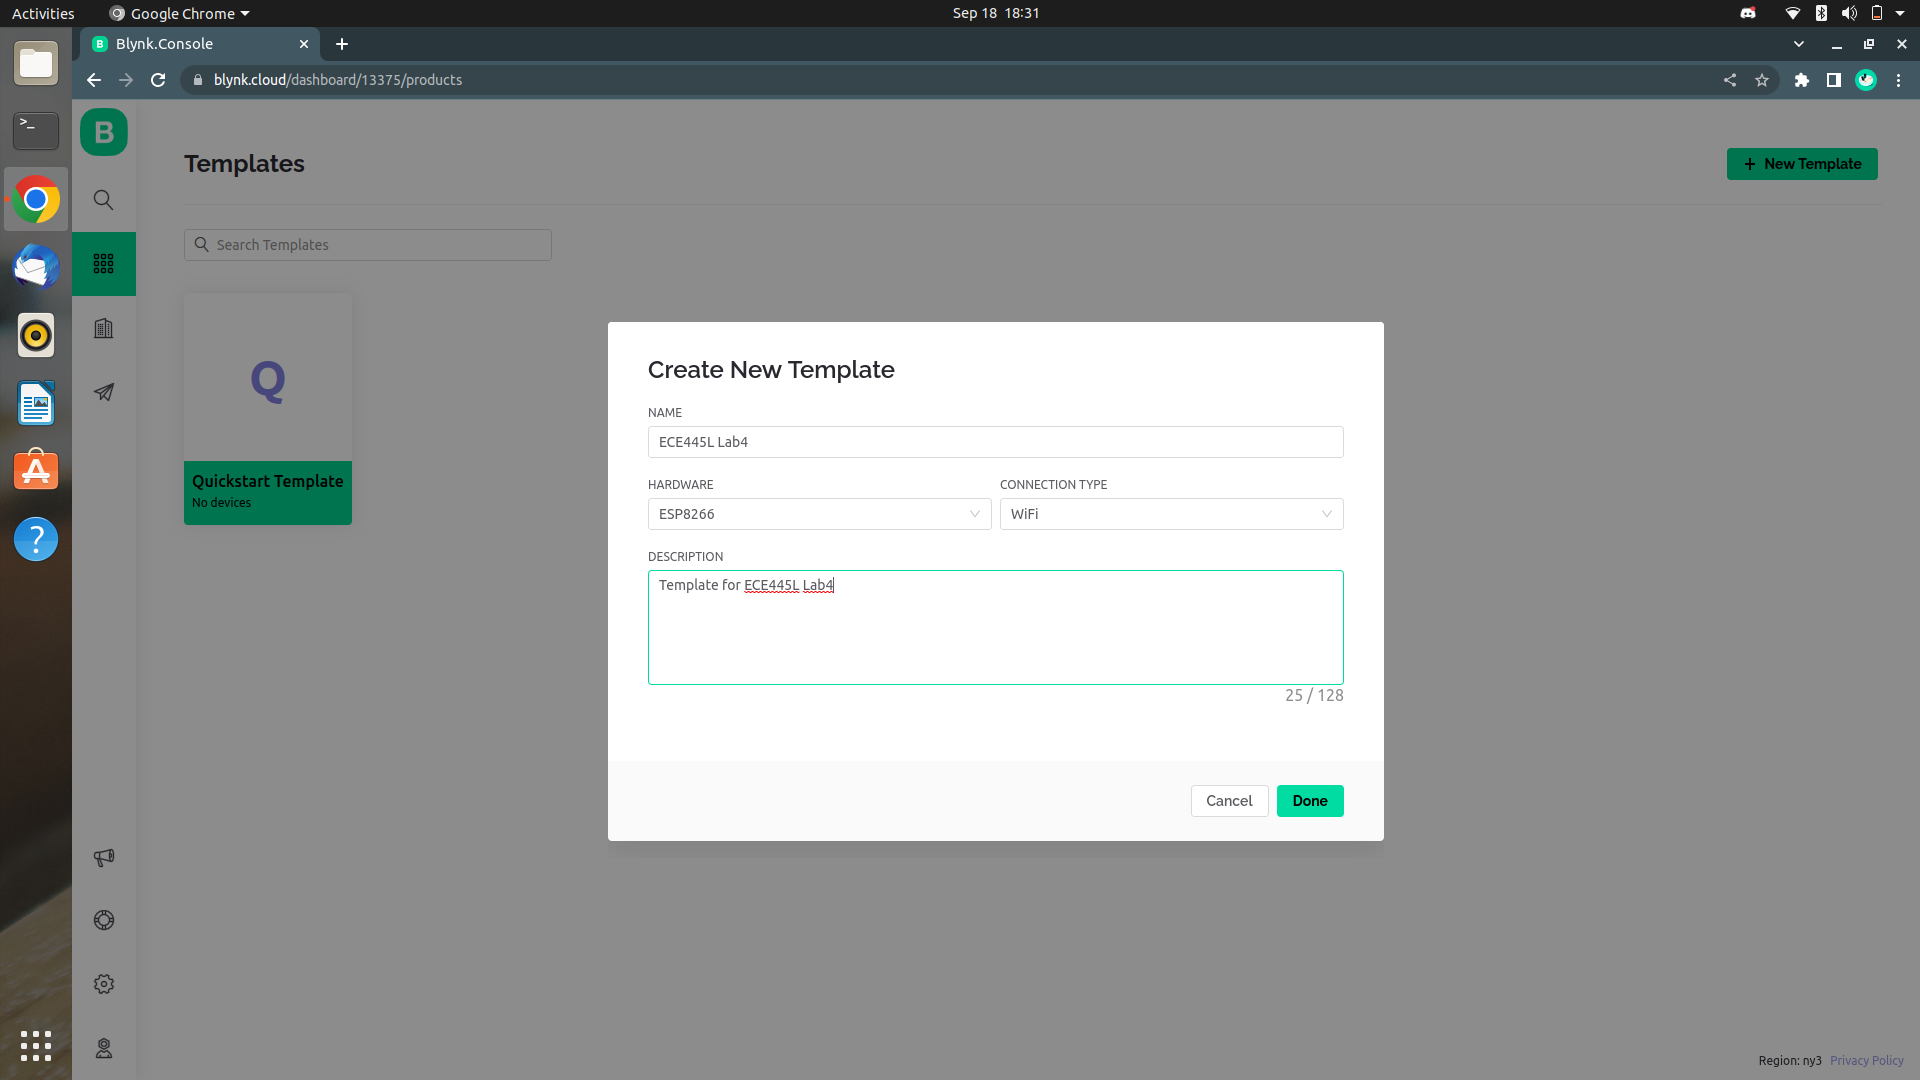 Activities
Google Chrome
Sep 18 18:31
B
Blynk.Console
blynk.cloud/dashboard/13375/products
B
Templates
+ New Template
Search Templates
Q
Quickstart Template
No devices
Create New Template
NAME
ECE445L Lab4
HARDWARE
CONNECTION TYPE
ESP8266
WiFi
DESCRIPTION
Template for ECE445L Lab4
25 / 128
Cancel
Done
Region: ny3 Privacy Policy